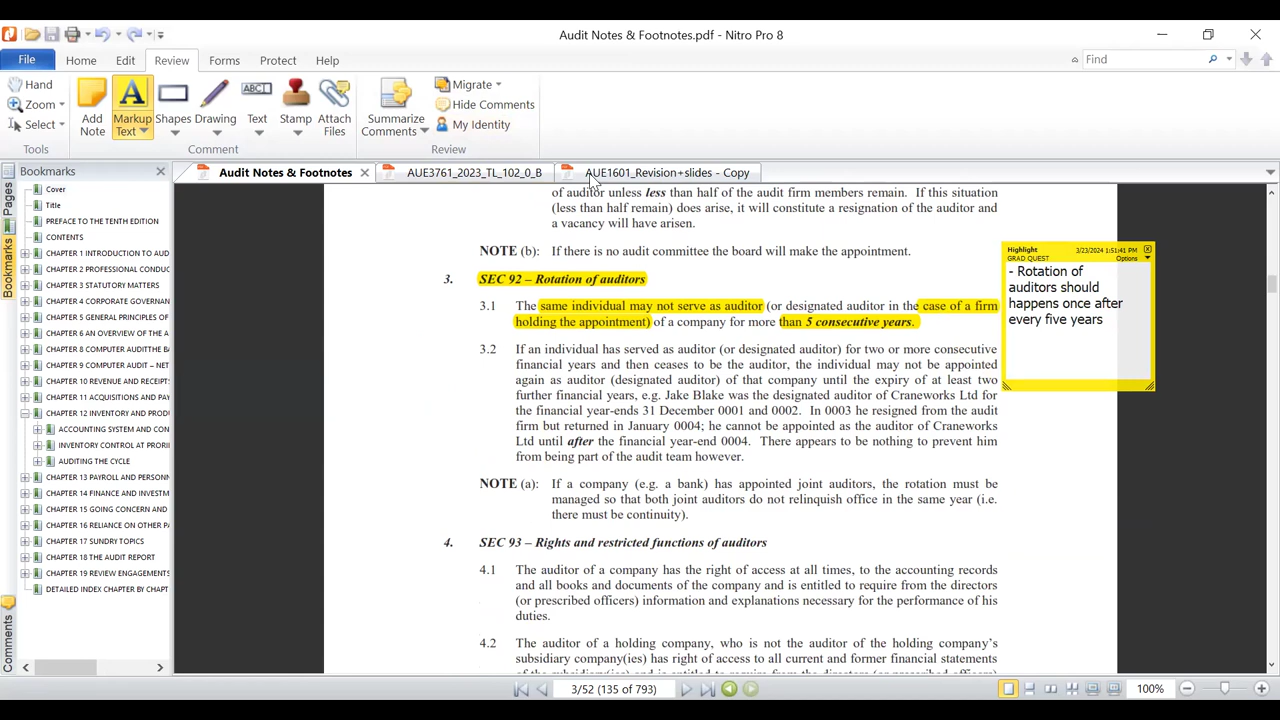 Audit Notes & Footnotes.pdf - Nitro Pro 8
File Home Edit Review Forms Protect Help
Find
Hand
Zoom
Select
Tools
Add Note
Markup Text
Shapes
Drawing
Text
Stamp
Attach Files
Comment
Summarize Comments
Migrate
Hide Comments
My Identity
Review
Bookmarks
Audit Notes & Footnotes
AUE3761_2023_TL_102_0_B
AUE1601_Revision+slides - Copy
Pages
Bookmarks
Comments
Cover
Title
PREFACE TO THE TENTH EDITION
CONTENTS
CHAPTER 1 INTRODUCTION TO AUD
CHAPTER 2 PROFESSIONAL CONDUC
CHAPTER 3 STATUTORY MATTERS
CHAPTER 4 CORPORATE GOVERNAN
CHAPTER 5 GENERAL PRINCIPLES OF
CHAPTER 6 AN OVERVIEW OF THE A
CHAPTER 8 COMPUTER AUDITTHE B
CHAPTER 9 COMPUTER AUDIT – NET
CHAPTER 10 REVENUE AND RECEIPTS
CHAPTER 11 ACQUISITIONS AND PAY
CHAPTER 12 INVENTORY AND PRODU
ACCOUNTING SYSTEM AND CON
INVENTORY CONTROL AT PRORI
AUDITING THE CYCLE
CHAPTER 13 PAYROLL AND PERSONN
CHAPTER 14 FINANCE AND INVESTM
CHAPTER 15 GOING CONCERN AND
CHAPTER 16 RELIANCE ON OTHER PA
CHAPTER 17 SUNDRY TOPICS
CHAPTER 18 THE AUDIT REPORT
CHAPTER 19 REVIEW ENGAGEMENTS
DETAILED INDEX CHAPTER BY CHAPT
of auditor unless less than half of the audit firm members remain. If this situation
(less than half remain) does arise, it will constitute a resignation of the auditor and
a vacancy will have arisen.
NOTE (b): If there is no audit committee the board will make the appointment.
3. SEC 92 – Rotation of auditors
3.1 The same individual may not serve as auditor (or designated auditor in the case of a firm
holding the appointment) of a company for more than 5 consecutive years.
3.2 If an individual has served as auditor (or designated auditor) for two or more consecutive
financial years and then ceases to be the auditor, the individual may not be appointed
again as auditor (designated auditor) of that company until the expiry of at least two
further financial years, e.g. Jake Blake was the designated auditor of Craneworks Ltd for
the financial year-ends 31 December 0001 and 0002. In 0003 he resigned from the audit
firm but returned in January 0004; he cannot be appointed as the auditor of Craneworks
Ltd until after the financial year-end 0004. There appears to be nothing to prevent him
from being part of the audit team however.
NOTE (a): If a company (e.g. a bank) has appointed joint auditors, the rotation must be
managed so that both joint auditors do not relinquish office in the same year (i.e.
there must be continuity).
4. SEC 93 – Rights and restricted functions of auditors
4.1 The auditor of a company has the right of access at all times, to the accounting records
and all books and documents of the company and is entitled to require from the directors
(or prescribed officers) information and explanations necessary for the performance of his
duties.
4.2 The auditor of a holding company, who is not the auditor of the holding company's
subsidiary company(ies) has right of access to all current and former financial statements
Highlight 3/23/2024 1:51:41 PM
GRAD QUEST Options
- Rotation of
auditors should
happens once after
every five years
3/52 (135 of 793)
100%